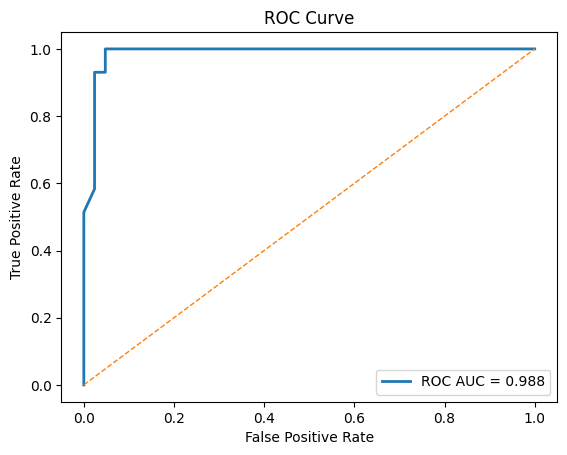 ROC Curve
True Positive Rate
1.0
0.8
0.6
0.4
0.2
0.0
ROC AUC = 0.988
0.0 0.2 0.4 0.6 0.8 1.0
False Positive Rate